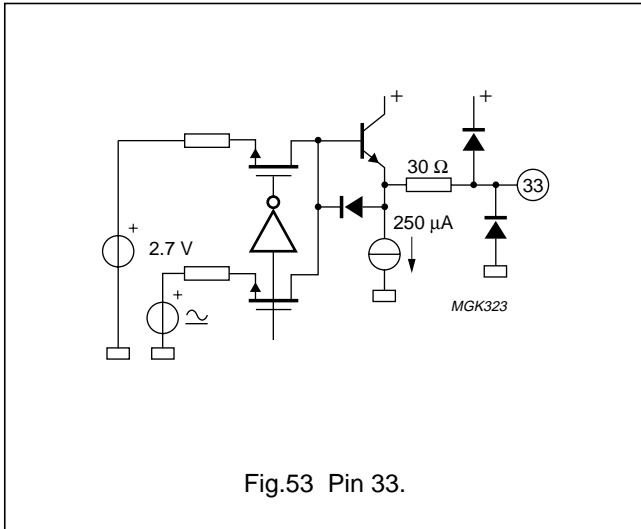 +
+
30 Ω
33
+
2.7 V
250 μA
+
MGK323
Fig.53 Pin 33.